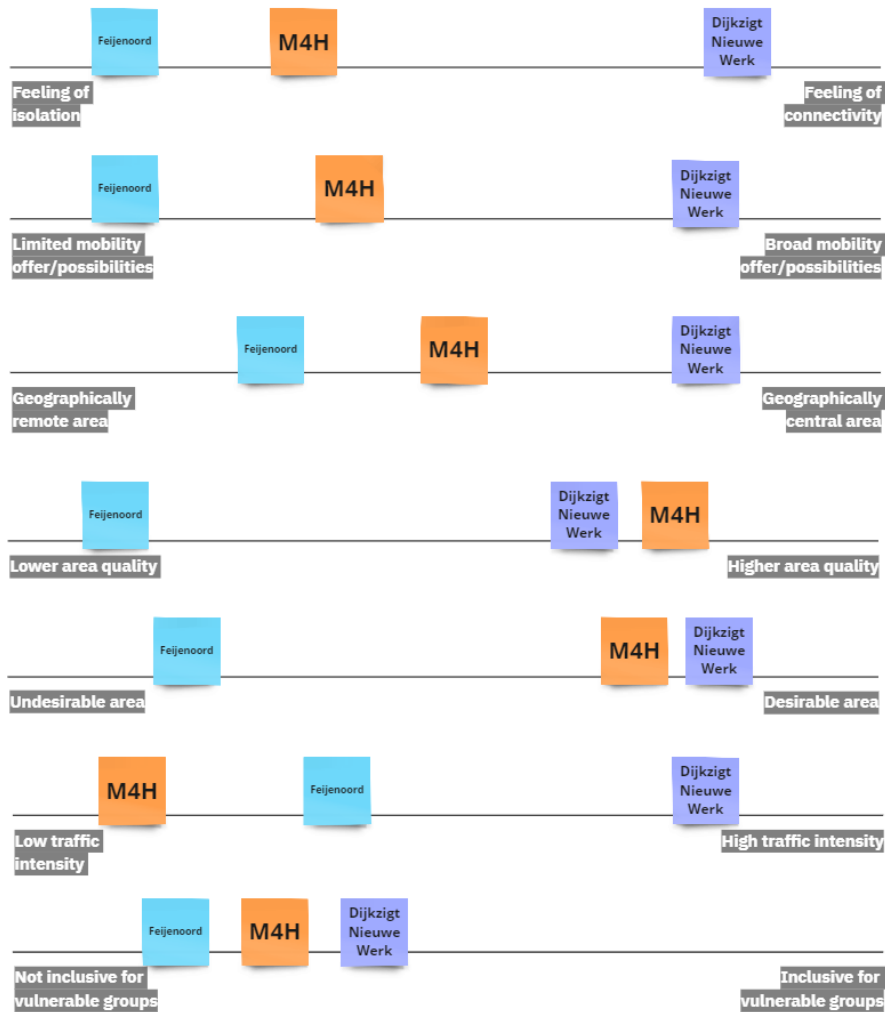 Feijenoord
M4H
Dijkzigt
Nieuwe
Werk
Feeling of
isolation
Feeling of
connectivity
Feijenoord
M4H
Dijkzigt
Nieuwe
Werk
Limited mobility
offer/possibilities
Broad mobility
offer/possibilities
Feijenoord
M4H
Dijkzigt
Nieuwe
Werk
Geographically
remote area
Geographically
central area
Feijenoord
Dijkzigt
Nieuwe
Werk
M4H
Lower area quality
Higher area quality
Feijenoord
M4H
Dijkzigt
Nieuwe
Werk
Undesirable area
Desirable area
M4H
Feijenoord
Dijkzigt
Nieuwe
Werk
Low traffic
intensity
High traffic intensity
Feijenoord
M4H
Dijkzigt
Nieuwe
Werk
Not inclusive for
vulnerable groups
Inclusive for
vulnerable groups